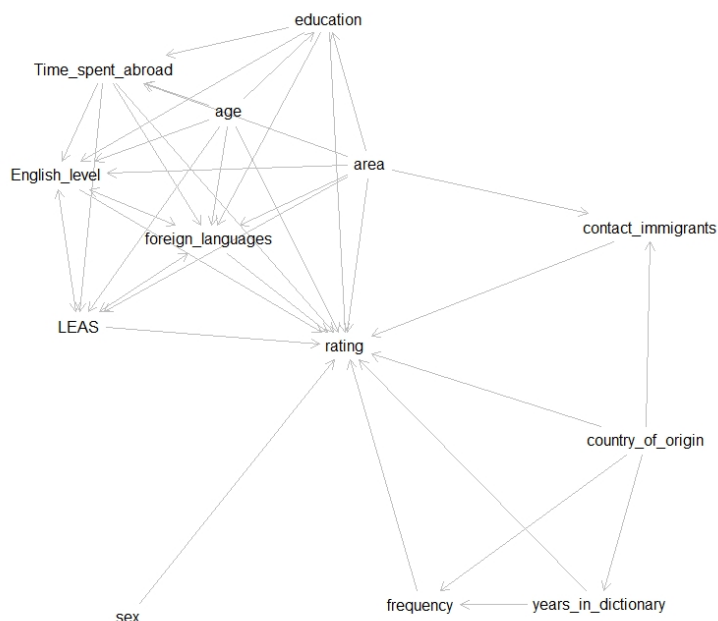 education
Time_spent_abroad
age
area
English_level
contact_immigrants
foreign_languages
LEAS
rating
country_of_origin
frequency
years_in_dictionary
sex